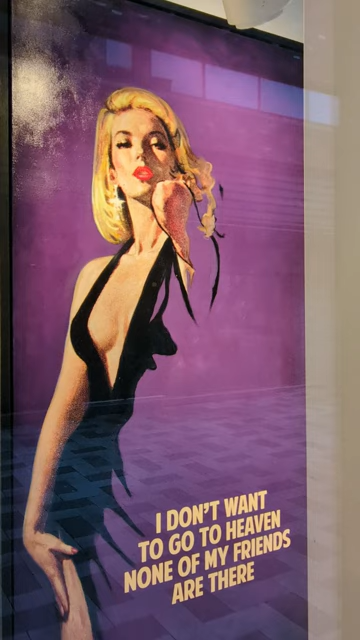 I DON'T WANT
TO GO TO HEAVEN
NONE OF MY FRIENDS
ARE THERE